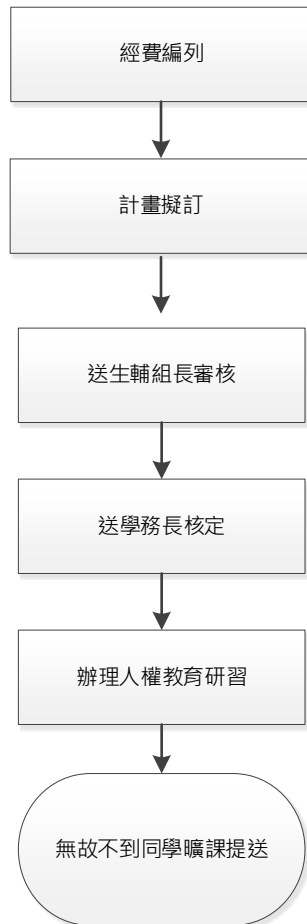 經費編列
計畫擬訂
送生輔組長審核
送學務長核定
辦理人權教育研習
無故不到同學曠課提送